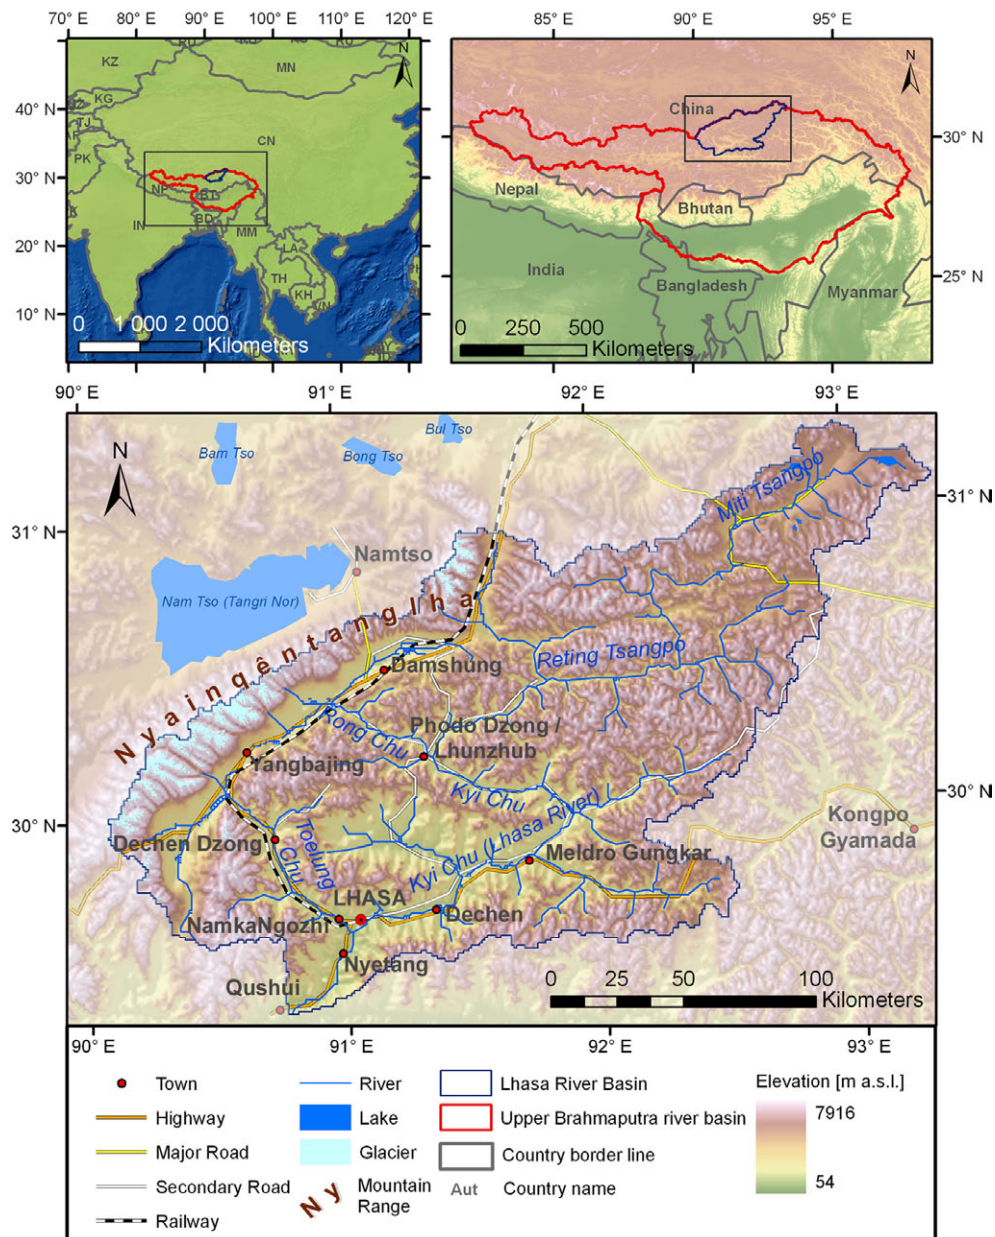 70° E 80° E 90° E 100° E 110° E 120° E
85° E 90° E 95° E
N
KZ
MN
KG
TJ
PK
CN
NP
BT
BD
IN
MM
LA
TH
KH
VN
40° N
30° N
20° N
10° N
0 1 000 2 000
Kilometers
N
China
Nepal
Bhutan
India
Bangladesh
Myanmar
30° N
25° N
0 250 500
Kilometers
90° E 91° E 92° E 93° E
N
Bam Tso
Bong Tso
Bul Tso
Miti Tsangpo
31° N
31° N
Namtso
Nam Tso (Tangri Nor)
Nyainqêntanglha
Damshung
Reting Tsangpo
Rong Chu
Phodo Dzong /
Lhunzhub
Yangbajing
Kyi Chu
30° N
30° N
Kyi Chu (Lhasa River)
Kongpo
Gyamada
Dechen Dzong
Toelung
Chu
Meldro Gungkar
LHASA
Dechen
NamkaNgozhi
Nyetang
Qushui
0 25 50 100
Kilometers
90° E 91° E 92° E 93° E
Town
Highway
Major Road
Secondary Road
Railway
River
Lake
Glacier
Ny Mountain
Range
Lhasa River Basin
Upper Brahmaputra river basin
Country border line
Aut Country name
Elevation [m a.s.l.]
7916
54